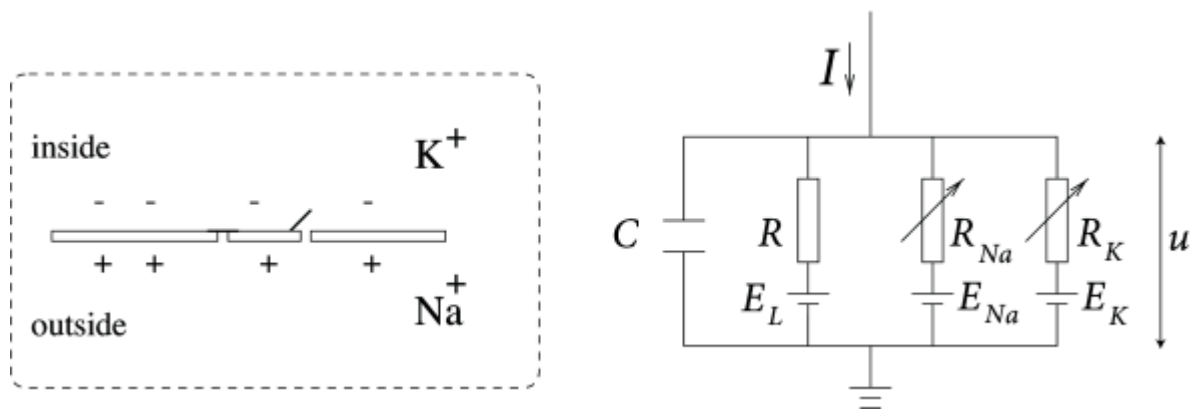 inside
K+
- - - -
+ + + +
Na+
outside
I
C
R
R_Na
R_K
u
E_L
E_Na
E_K